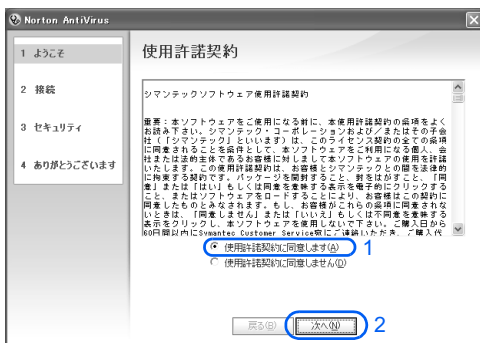 Norton AntiVirus
1 ようこそ
2 接続
3 セキュリティ
4 ありがとうございます
使用許諾契約
シマンテックソフトウェア使用許諾契約
重要：本ソフトウェアをご使用になる前に、本使用許諾契約の条項をよく
お読み下さい。シマンテック・コーポレーションおよび／またはその子会
社（「シマンテック」といいます）は、このライセンス契約の全ての条項
に同意されることを条件として、本ソフトウェアをご利用になる個人、会
社または法的主体であるお客様に対しまして本ソフトウェアの使用を許諾
いたします。この使用許諾契約は、お客様とシマンテックとの間を法律的
に拘束する契約です。パッケージを開封すること、封をはがすこと、「同
意」または「はい」もしくは同意を意味する表示を電子的にクリックする
こと、またはソフトウェアをロードすることにより、お客様はこの契約に
同意したものとみなされます。もし、お客様がこれらの条項に同意されな
いときは、「同意しません」または「いいえ」もしくは不同意を意味する
表示をクリックし、本ソフトウェアを使用しないで下さい。ご購入日から
60日間以内にSymantec Customer Service宛にご連絡いただき、ご購入代
使用許諾契約に同意します(A) 1
使用許諾契約に同意しません(D)
戻る(B) 次へ(N) 2